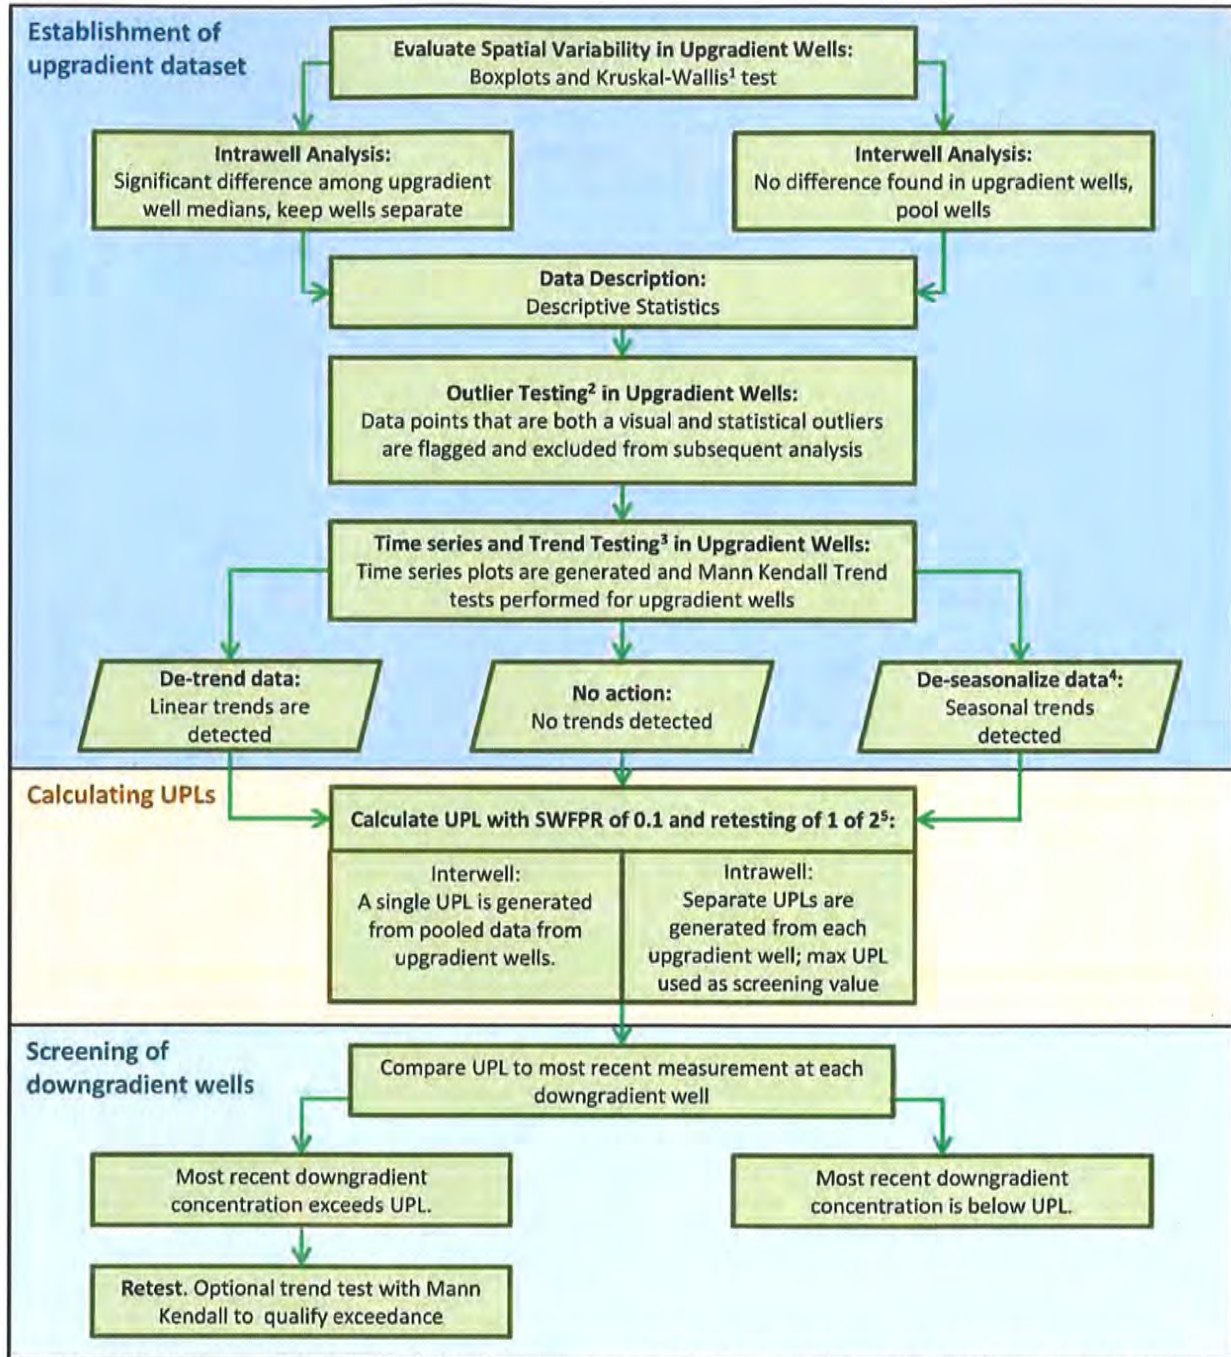 Establishment of
upgradient dataset
Evaluate Spatial Variability in Upgradient Wells:
Boxplots and Kruskal-Wallis¹ test
Intrawell Analysis:
Significant difference among upgradient
well medians, keep wells separate
Interwell Analysis:
No difference found in upgradient wells,
pool wells
Data Description:
Descriptive Statistics
Outlier Testing² in Upgradient Wells:
Data points that are both a visual and statistical outliers
are flagged and excluded from subsequent analysis
Time series and Trend Testing³ in Upgradient Wells:
Time series plots are generated and Mann Kendall Trend
tests performed for upgradient wells
De-trend data:
Linear trends are
detected
No action:
No trends detected
De-seasonalize data⁴:
Seasonal trends
detected
Calculating UPLs
Calculate UPL with SWFPR of 0.1 and retesting of 1 of 2⁵:
Interwell:
A single UPL is generated
from pooled data from
upgradient wells.
Intrawell:
Separate UPLs are
generated from each
upgradient well; max UPL
used as screening value
Screening of
downgradient wells
Compare UPL to most recent measurement at each
downgradient well
Most recent downgradient
concentration exceeds UPL.
Most recent downgradient
concentration is below UPL.
Retest. Optional trend test with Mann
Kendall to qualify exceedance